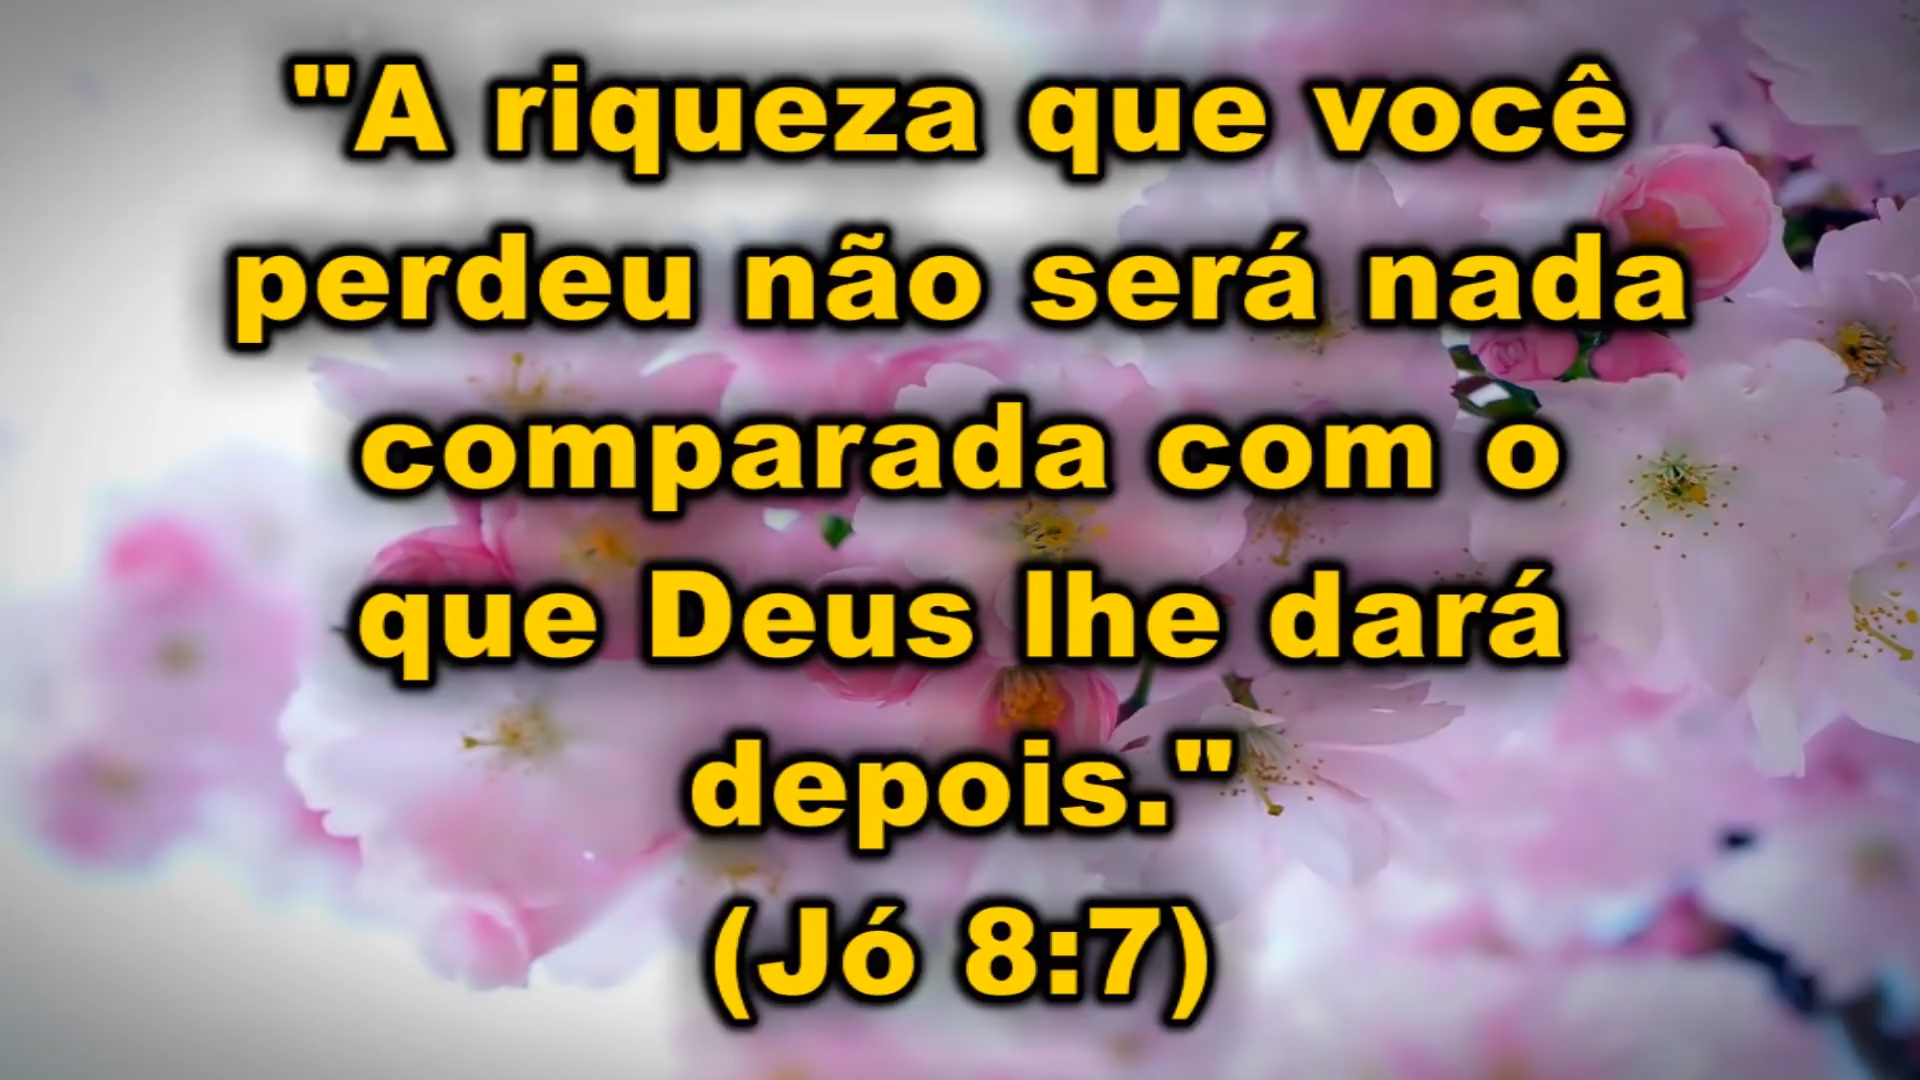 "A riqueza que você
perdeu não será nada
comparada com o
que Deus lhe dará
depois."
(Jó 8:7)